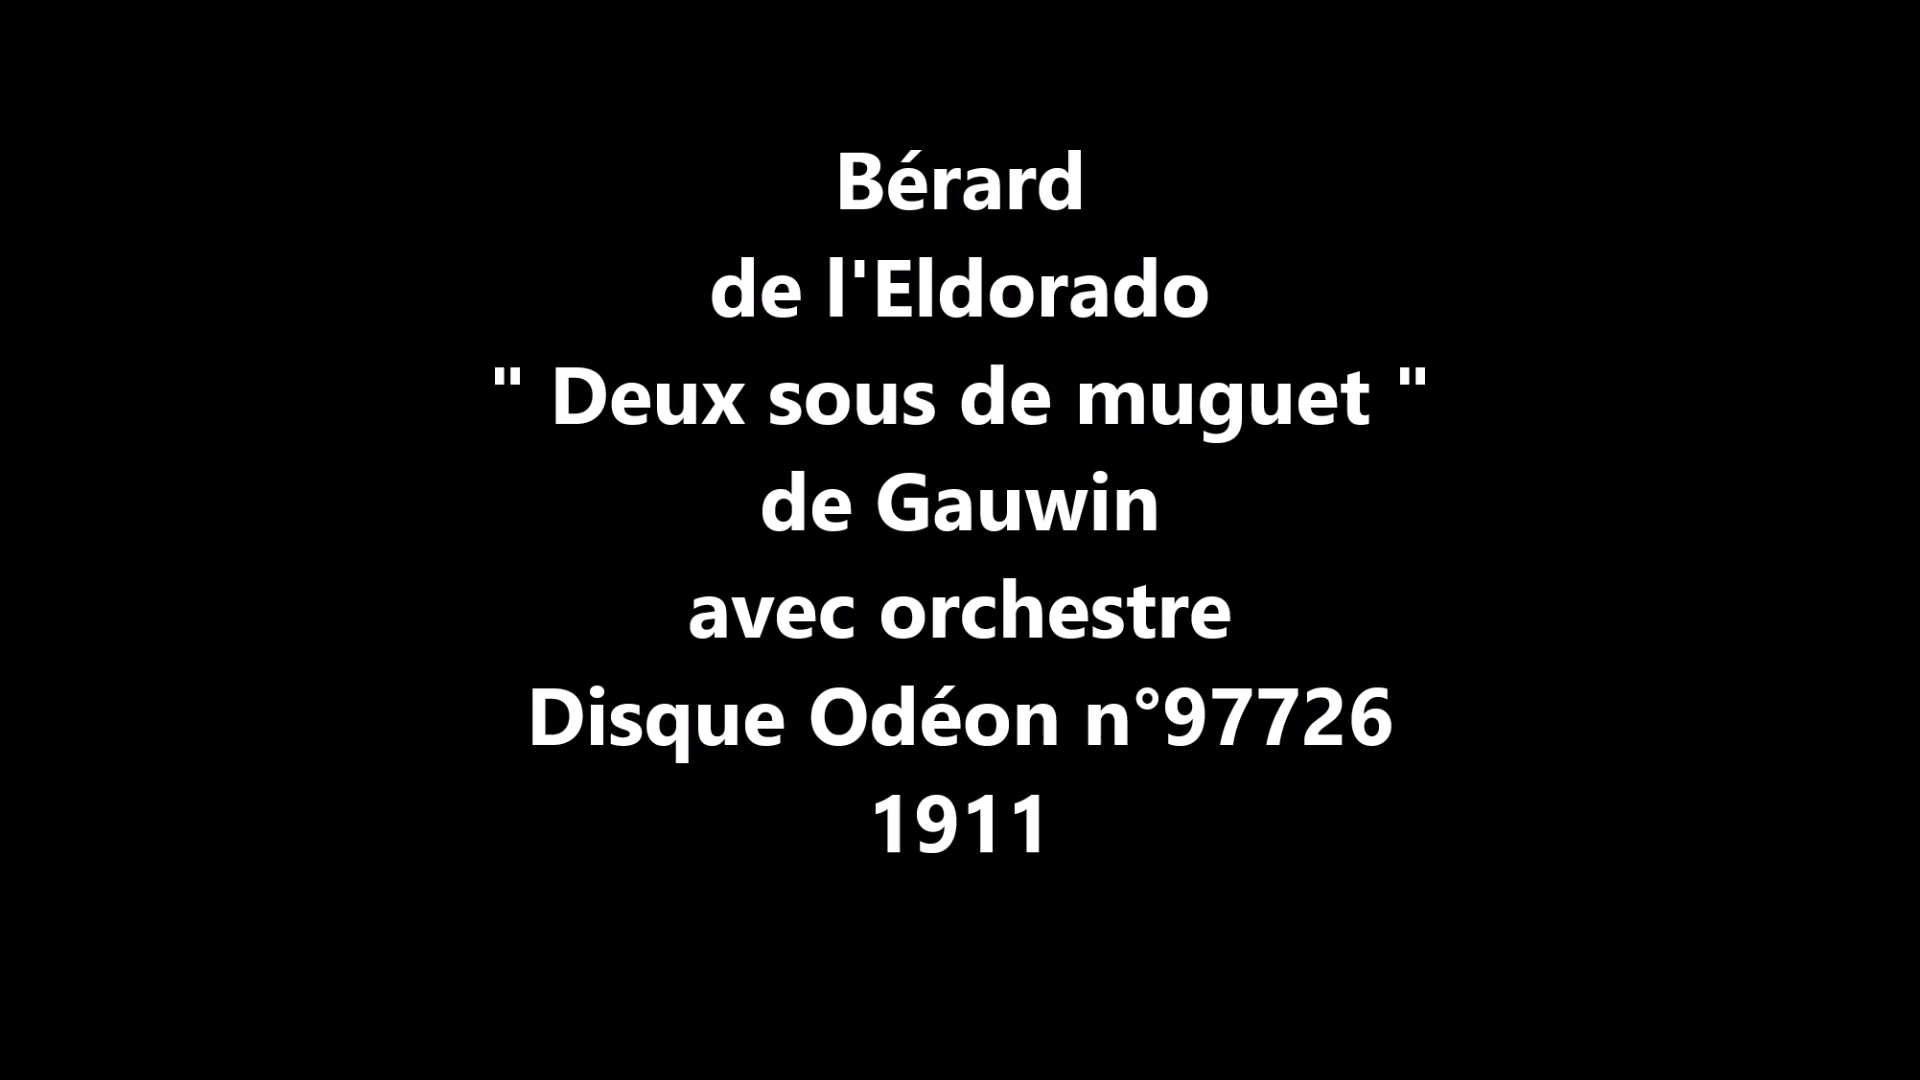 Bérard
de l'Eldorado
" Deux sous de muguet "
de Gauwin
avec orchestre
Disque Odéon n°97726
1911